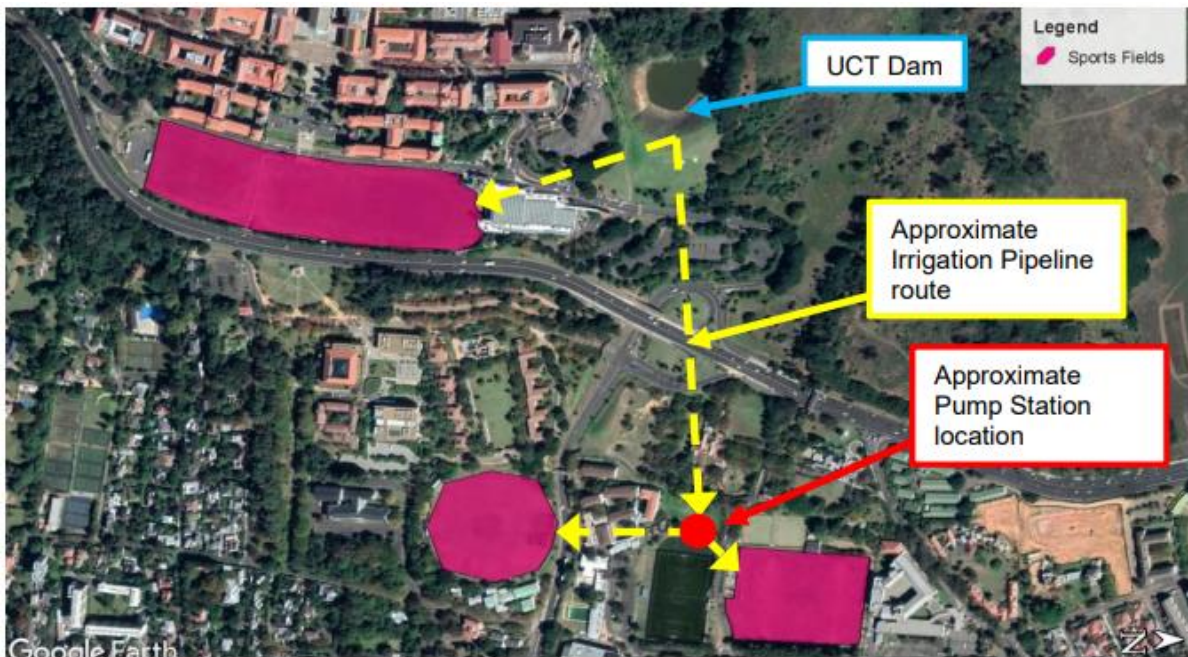 Legend
Sports Fields
UCT Dam
Approximate
Irrigation Pipeline
route
Approximate
Pump Station
location
Google Earth
Z